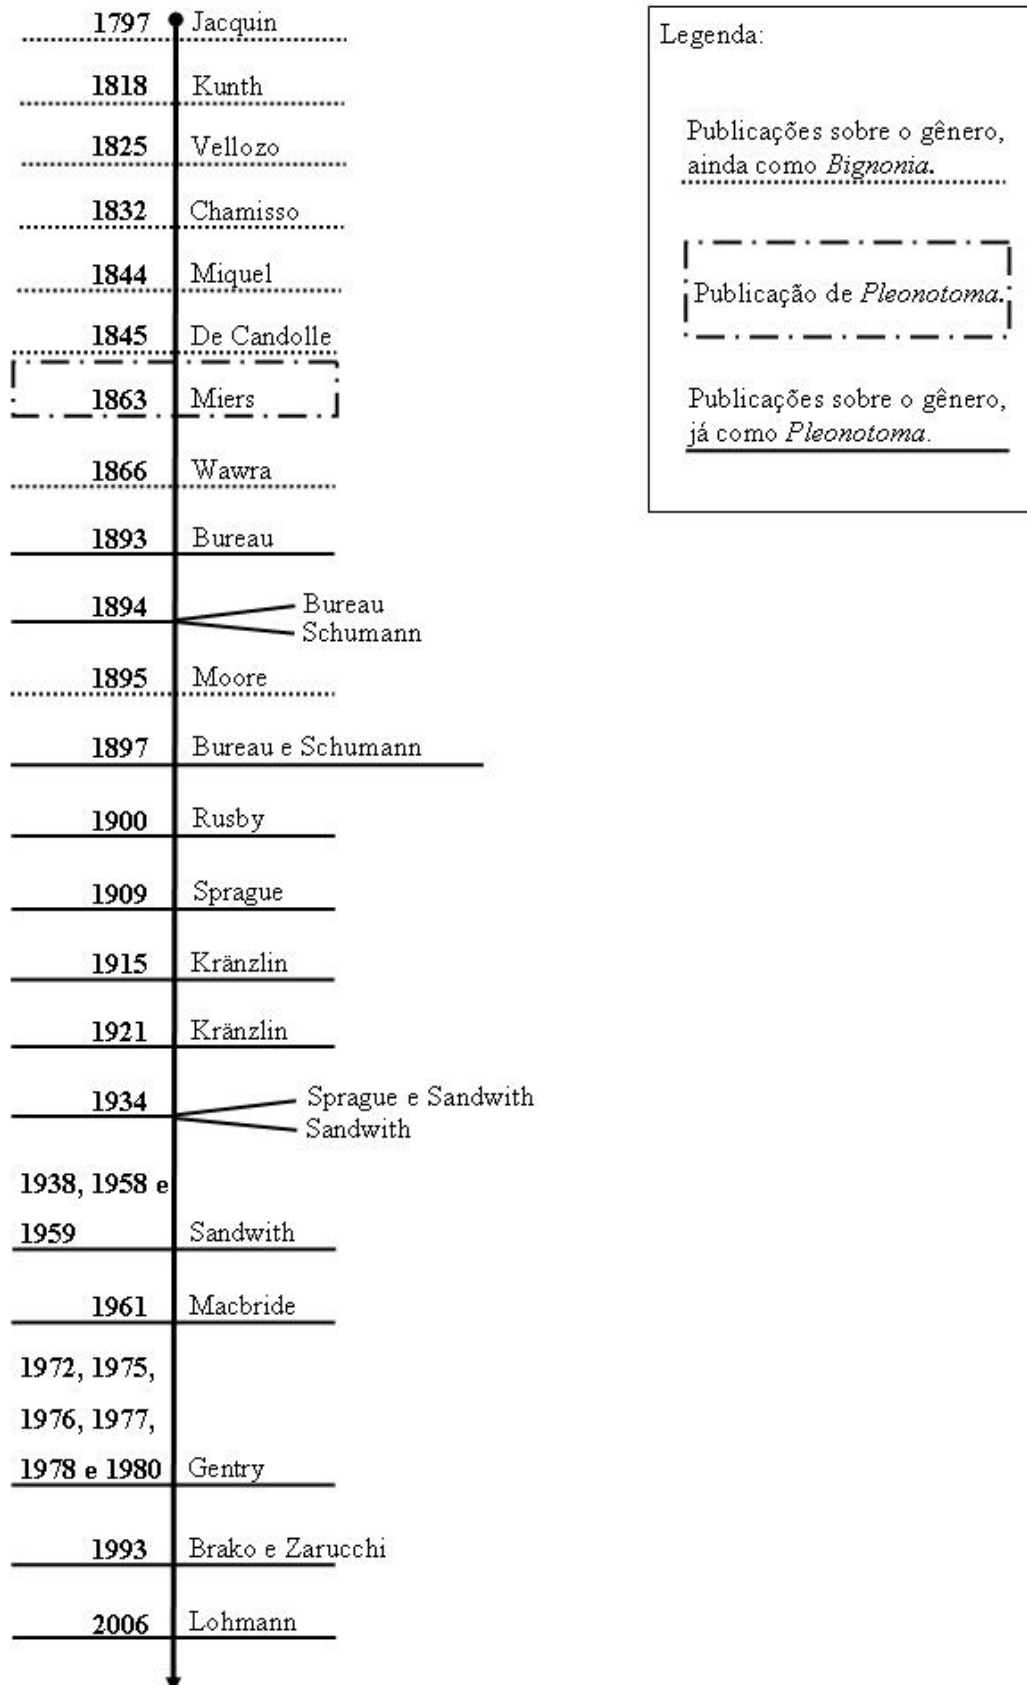 1797 Jacquin
1818 Kunth
1825 Vellozo
1832 Chamisso
1844 Miquel
1845 De Candolle
1863 Miers
1866 Wawra
1893 Bureau
1894 Bureau
Schumann
1895 Moore
1897 Bureau e Schumann
1900 Rusby
1909 Sprague
1915 Kränzlin
1921 Kränzlin
1934 Sprague e Sandwith
Sandwith
1938, 1958 e
1959 Sandwith
1961 Macbride
1972, 1975,
1976, 1977,
1978 e 1980 Gentry
1993 Brako e Zarucchi
2006 Lohmann
Legenda:
Publicações sobre o gênero,
ainda como Bignonia.
Publicação de Pleonotoma.
Publicações sobre o gênero,
já como Pleonotoma.